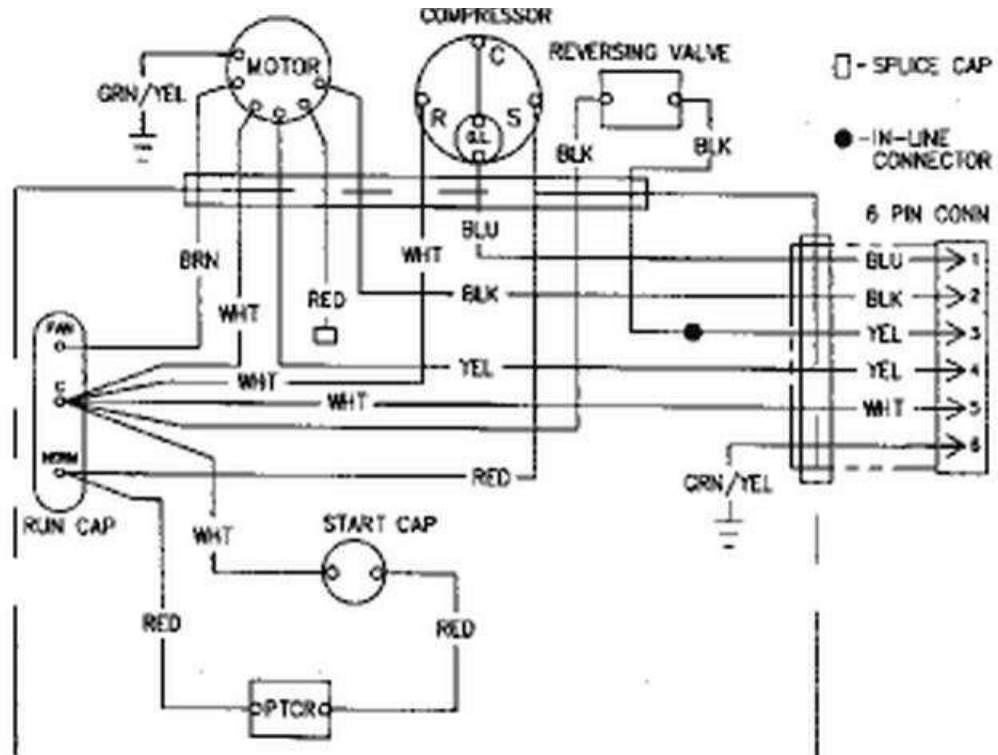 COMPRESSOR
MOTOR
C
REVERSING VALVE
- SPLICE CAP
GRN/YEL
R
S
O.L.
BLK
BLK
-IN-LINE
CONNECTOR
6 PIN CONN
BLU
WHT
BRN
BLU
1
RED
BLK
BLK
2
WHT
FAN
YEL
3
YEL
YEL
4
WHT
C
WHT
WHT
5
6
HERM
RED
GRN/YEL
RUN CAP
START CAP
WHT
RED
RED
PTCR